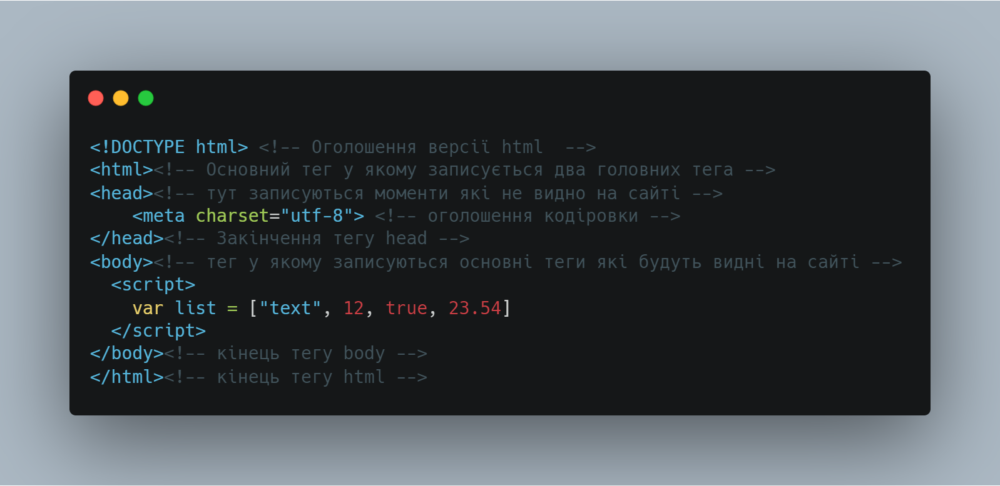 <!DOCTYPE html> <!-- Оголошення версії html  -->
<html><!-- Основний тег у якому записується два головних тега -->
<head><!-- тут записуються моменти які не видно на сайті -->
    <meta charset="utf-8"> <!-- оголошення кодіровки -->
</head><!-- Закінчення тегу head -->
<body><!-- тег у якому записуються основні теги які будуть видні на сайті -->
  <script>
    var list = ["text", 12, true, 23.54]
  </script>
</body><!-- кінець тегу body -->
</html><!-- кінець тегу html -->